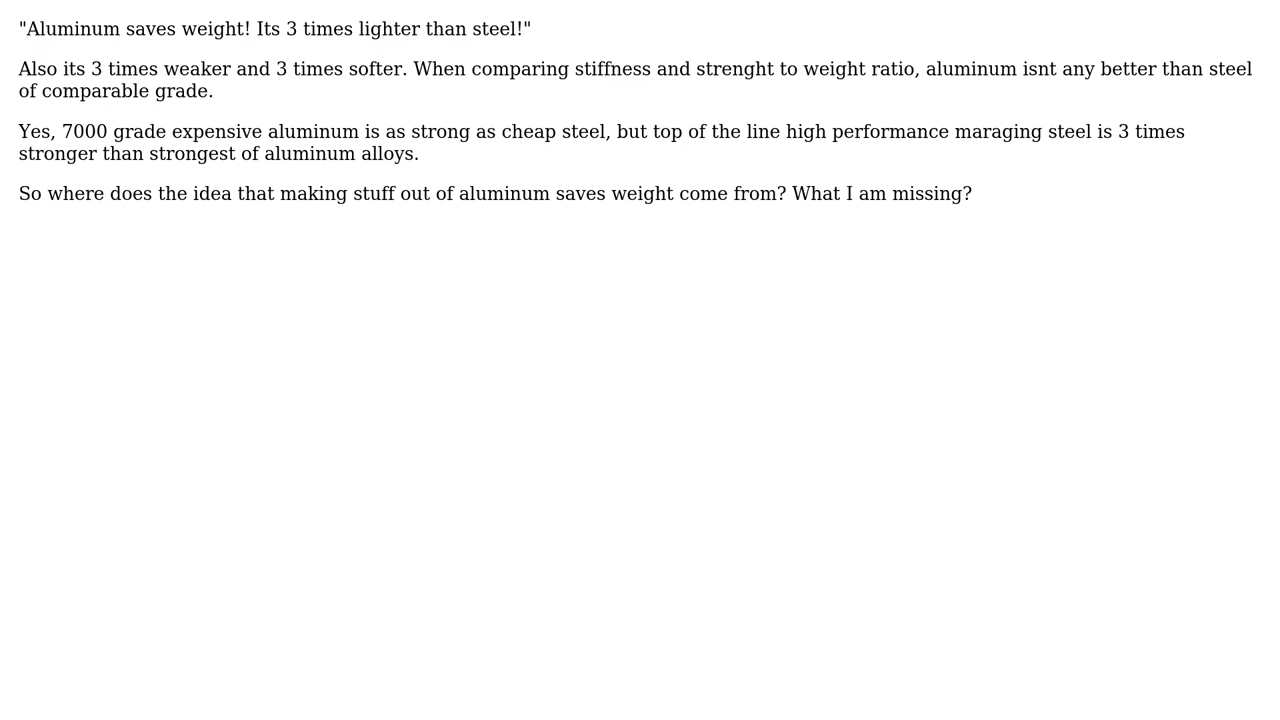 "Aluminum saves weight! Its 3 times lighter than steel!"
Also its 3 times weaker and 3 times softer. When comparing stiffness and strenght to weight ratio, aluminum isnt any better than steel
of comparable grade.
Yes, 7000 grade expensive aluminum is as strong as cheap steel, but top of the line high performance maraging steel is 3 times
stronger than strongest of aluminum alloys.
So where does the idea that making stuff out of aluminum saves weight come from? What I am missing?